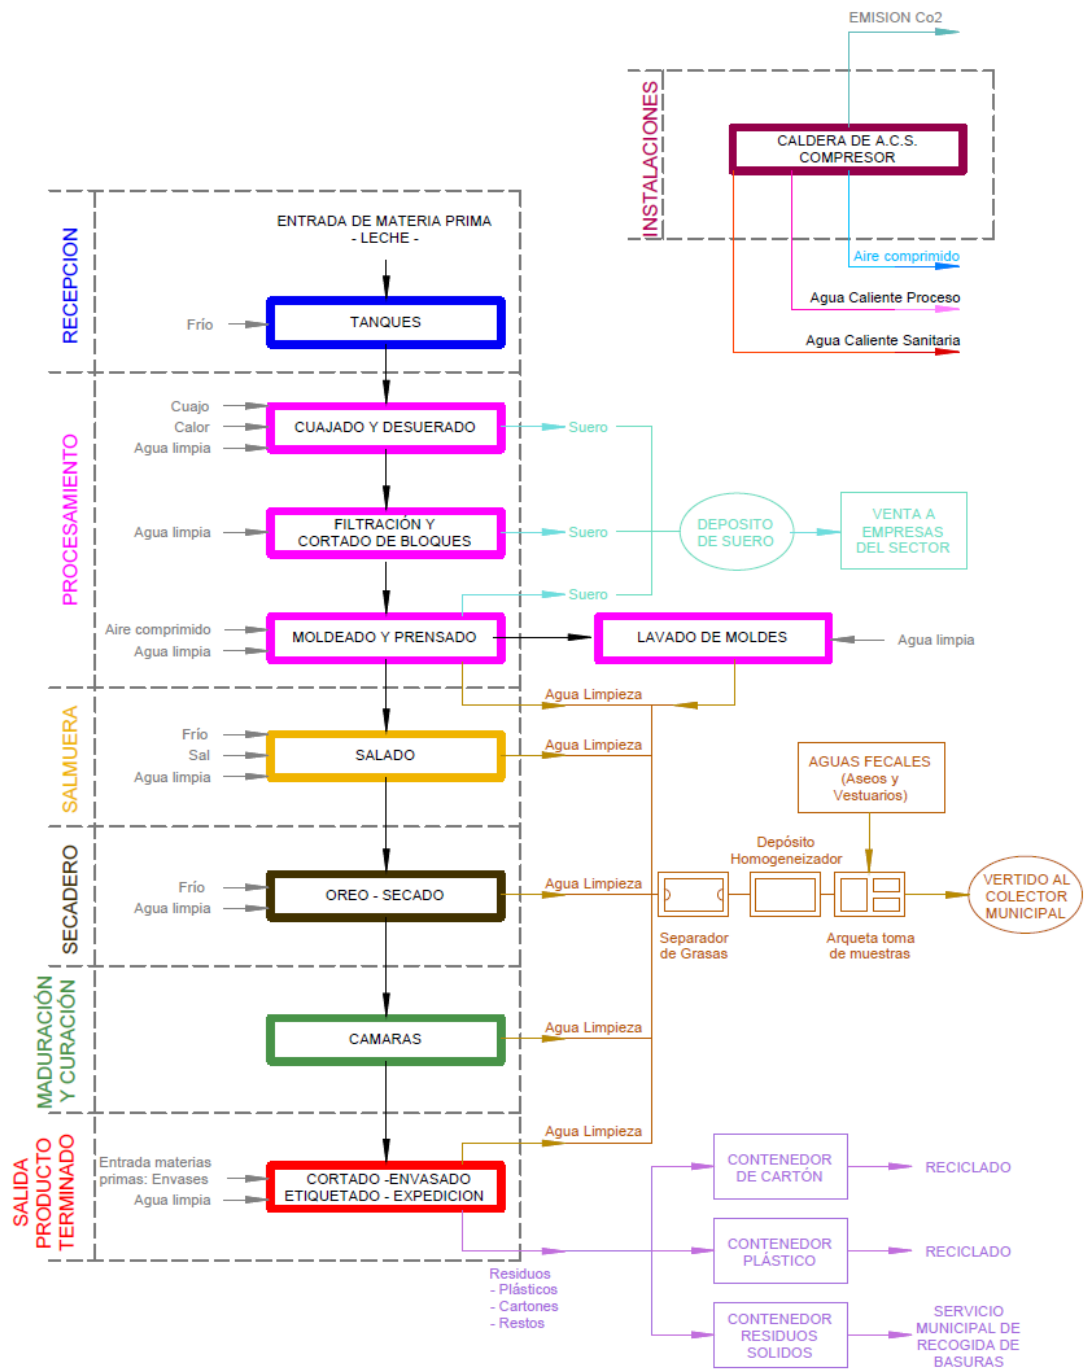 EMISION Co2
INSTALACIONES
CALDERA DE A.C.S.
COMPRESOR
Aire comprimido
Agua Caliente Proceso
Agua Caliente Sanitaria
RECEPCION
ENTRADA DE MATERIA PRIMA
- LECHE -
Frío
TANQUES
PROCESAMIENTO
Cuajo
Calor
Agua limpia
CUAJADO Y DESUERADO
Suero
Agua limpia
FILTRACIÓN Y
CORTADO DE BLOQUES
Suero
DEPOSITO
DE SUERO
VENTA A
EMPRESAS
DEL SECTOR
Suero
Aire comprimido
Agua limpia
MOLDEADO Y PRENSADO
LAVADO DE MOLDES
Agua limpia
Agua Limpieza
SALMUERA
Frío
Sal
Agua limpia
SALADO
Agua Limpieza
AGUAS FECALES
(Aseos y
Vestuarios)
SECADERO
Frío
Agua limpia
OREO - SECADO
Agua Limpieza
Separador
de Grasas
Depósito
Homogeneizador
Arqueta toma
de muestras
VERTIDO AL
COLECTOR
MUNICIPAL
MADURACIÓN
Y CURACIÓN
CAMARAS
Agua Limpieza
SALIDA
PRODUCTO
TERMINADO
Entrada materias
primas: Envases
Agua limpia
CORTADO -ENVASADO
ETIQUETADO - EXPEDICION
Agua Limpieza
Residuos
- Plásticos
- Cartones
- Restos
CONTENEDOR
DE CARTÓN
RECICLADO
CONTENEDOR
PLÁSTICO
RECICLADO
CONTENEDOR
RESIDUOS
SOLIDOS
SERVICIO
MUNICIPAL DE
RECOGIDA DE
BASURAS